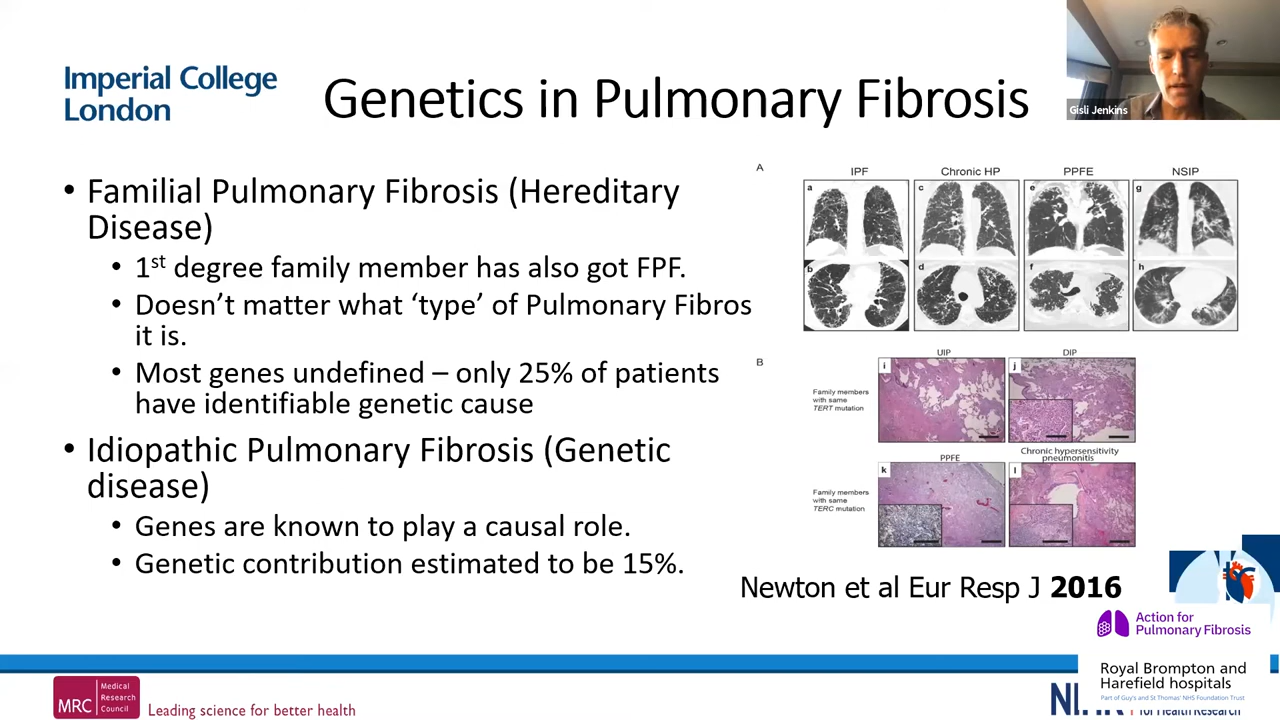 Imperial College
London
Genetics in Pulmonary Fibrosis
Gisli Jenkins
• Familial Pulmonary Fibrosis (Hereditary
Disease)
• 1st degree family member has also got FPF.
• Doesn't matter what 'type' of Pulmonary Fibros
it is.
• Most genes undefined – only 25% of patients
have identifiable genetic cause
• Idiopathic Pulmonary Fibrosis (Genetic
disease)
• Genes are known to play a causal role.
• Genetic contribution estimated to be 15%.
A
IPF
Chronic HP
PPFE
NSIP
a
c
e
g
b
d
f
h
B
UIP
DIP
Family members
with same
TERT mutation
i
j
PPFE
Chronic hypersensitivity
pneumonitis
Family members
with same
TERC mutation
k
l
Newton et al Eur Resp J 2016
Action for
Pulmonary Fibrosis
Royal Brompton and
Harefield hospitals
Part of Guy's and St Thomas' NHS Foundation Trust
MRC
Medical
Research
Council
Leading science for better health
for Health Research